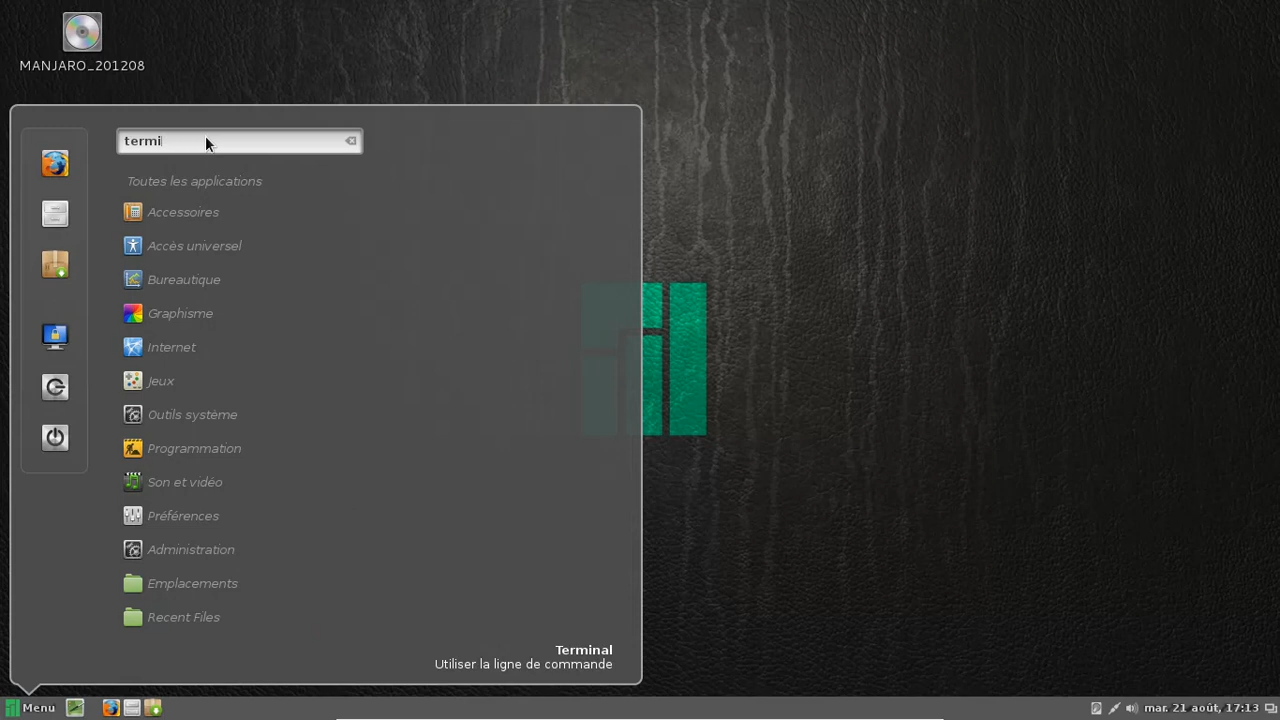 MANJARO_201208
termi
Toutes les applications
Accessoires
Accès universel
Bureautique
Graphisme
Internet
Jeux
Outils système
Programmation
Son et vidéo
Préférences
Administration
Emplacements
Recent Files
Terminal
Utiliser la ligne de commande
Menu
mar. 21 août, 17:13